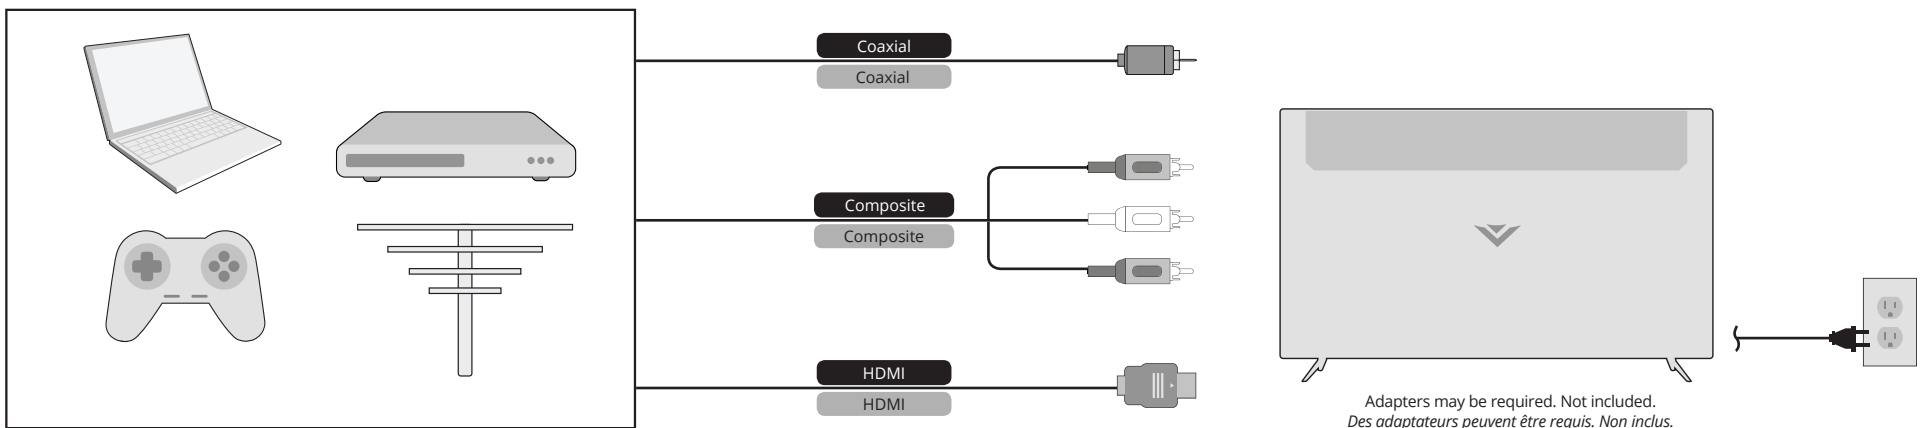 Coaxial
Coaxial
Composite
Composite
HDMI
HDMI
Adapters may be required. Not included.
Des adaptateurs peuvent être requis. Non inclus.